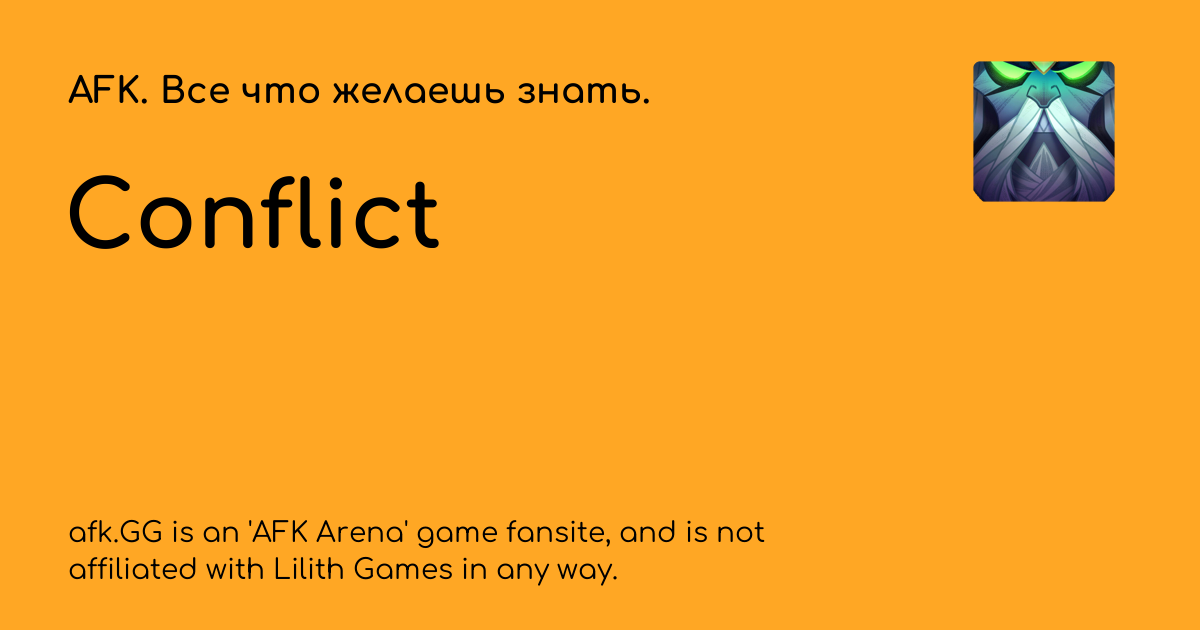 AFK. Все что желаешь знать.
Conflict
afk.GG is an 'AFK Arena' game fansite, and is not
affiliated with Lilith Games in any way.